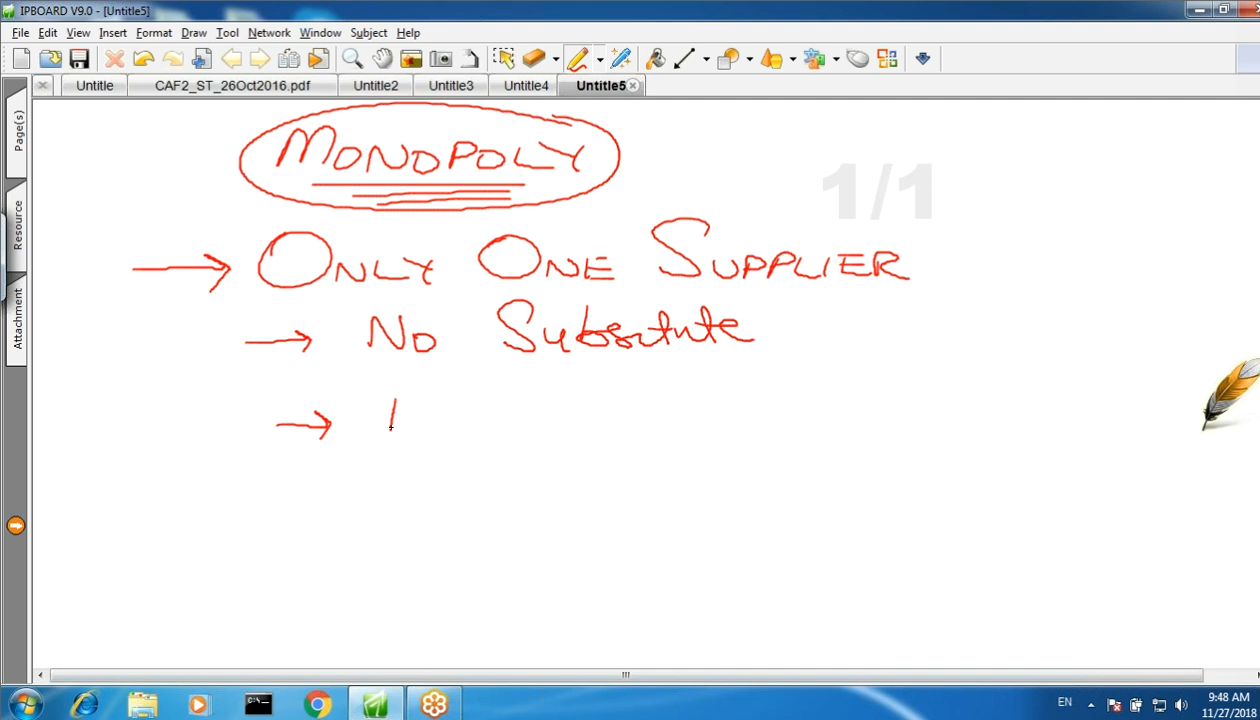 IPBOARD V9.0 - [Untitle5]
File Edit View Insert Format Draw Tool Network Window Subject Help
Untitle CAF2_ST_26Oct2016.pdf Untitle2 Untitle3 Untitle4 Untitle5
Page(s)
Resource
Attachment
1/1
MONOPOLY
→ ONLY ONE SUPPLIER
→ No Substitute
→
EN 9:48 AM
11/27/2018